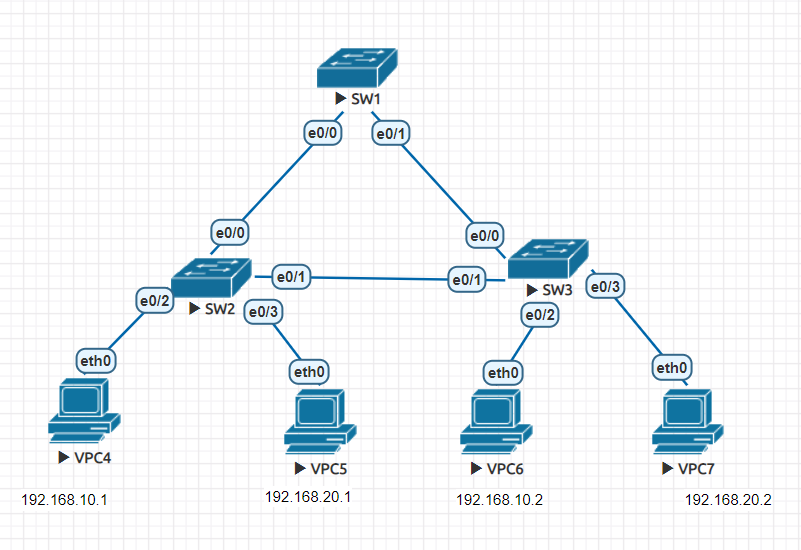 SW1
e0/0
e0/1
e0/0
e0/0
SW2
e0/1
e0/1
SW3
e0/2
e0/3
e0/2
e0/3
eth0
eth0
eth0
eth0
VPC4
VPC5
VPC6
VPC7
192.168.10.1
192.168.20.1
192.168.10.2
192.168.20.2